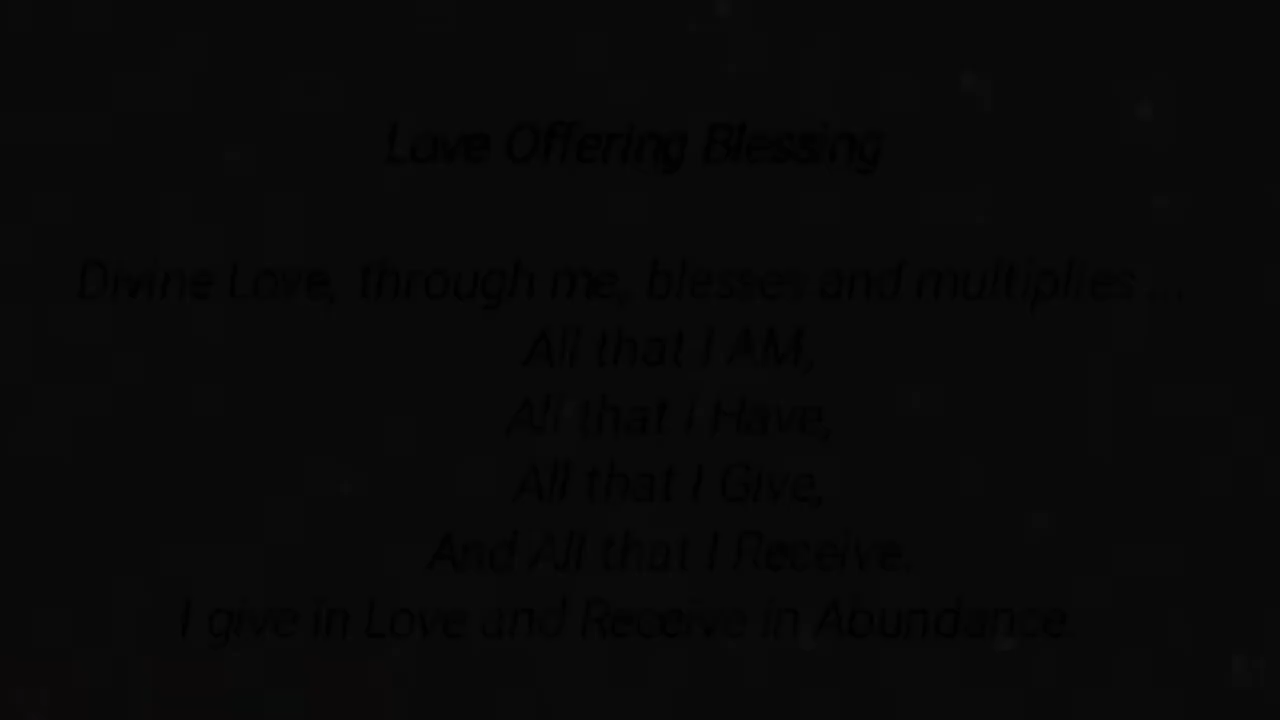 Love Offering Blessing
Divine Love, through me, blesses and multiplies ...
All that I AM,
All that I Have,
All that I Give,
And All that I Receive.
I give in Love and Receive in Abundance.